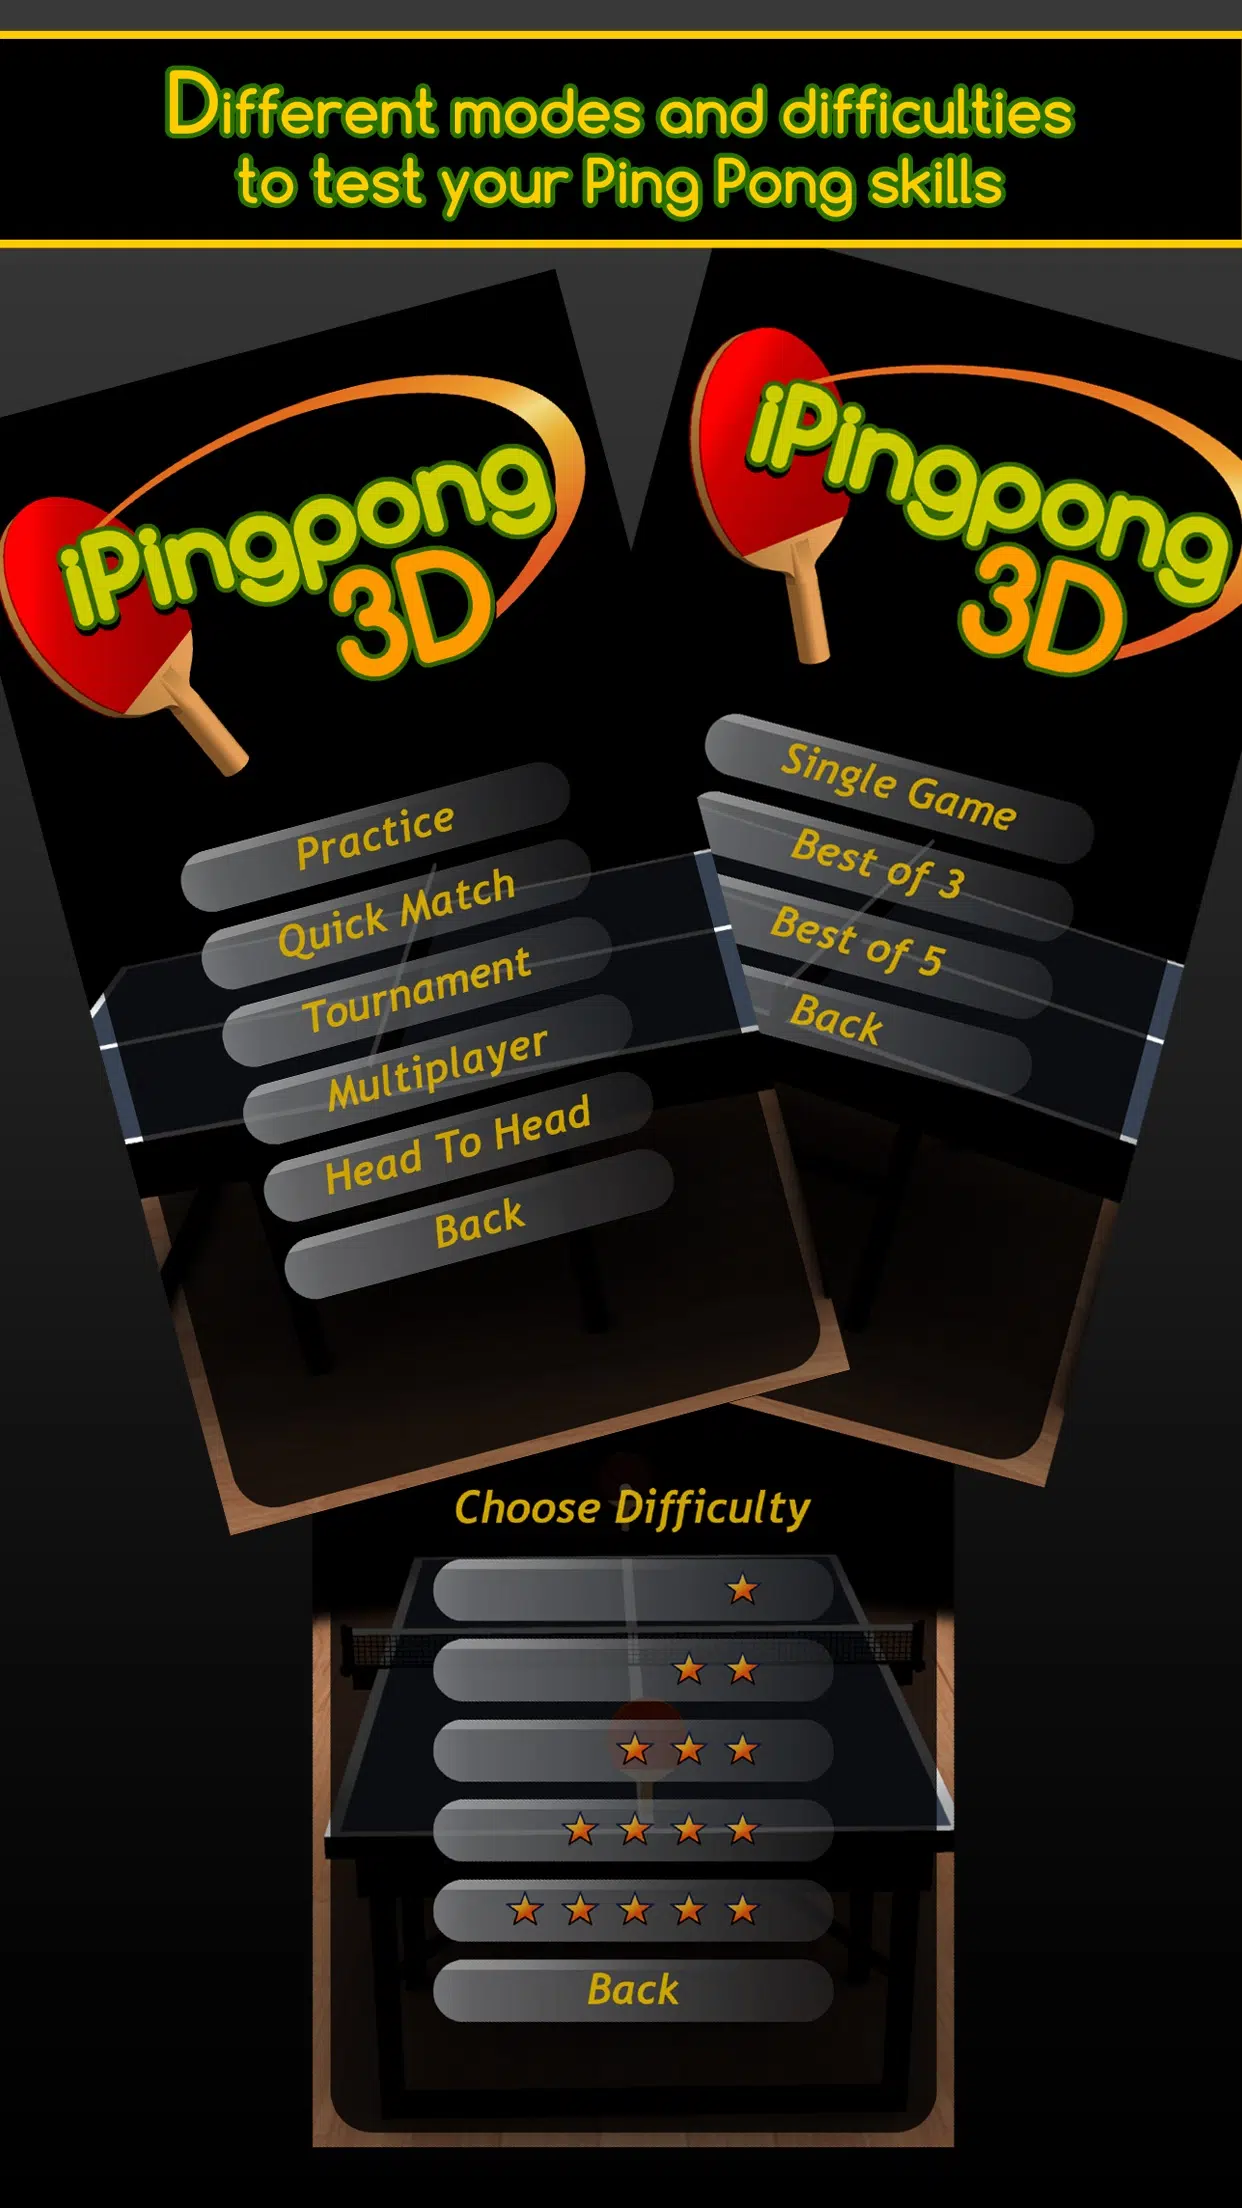 Different modes and difficulties
to test your Ping Pong skills
iPingpong
3D
Practice
Quick Match
Tournament
Multiplayer
Head To Head
Back
iPingpong
3D
Single Game
Best of 3
Best of 5
Back
Choose Difficulty
Back